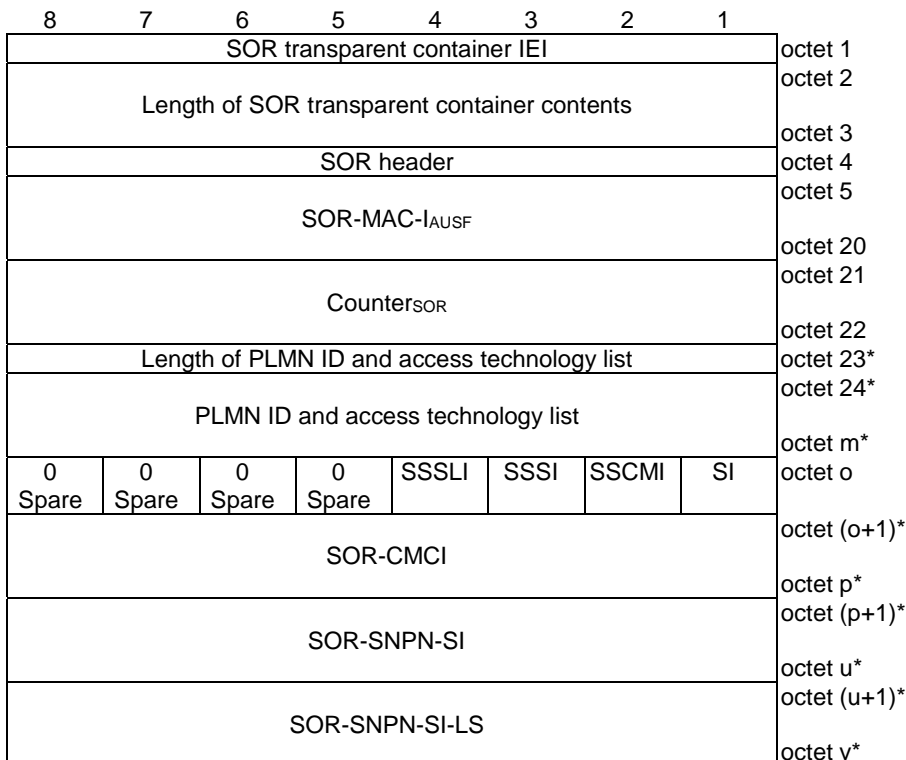 8 7 6 5 4 3 2 1
SOR transparent container IEI octet 1
octet 2
Length of SOR transparent container contents
octet 3
SOR header octet 4
octet 5
SOR-MAC-IAUSF
octet 20
octet 21
CounterSOR
octet 22
Length of PLMN ID and access technology list octet 23*
octet 24*
PLMN ID and access technology list
octet m*
0 0 0 0 SSSLI SSSI SSCMI SI octet o
Spare Spare Spare Spare
octet (o+1)*
SOR-CMCI
octet p*
octet (p+1)*
SOR-SNPN-SI
octet u*
octet (u+1)*
SOR-SNPN-SI-LS
octet v*